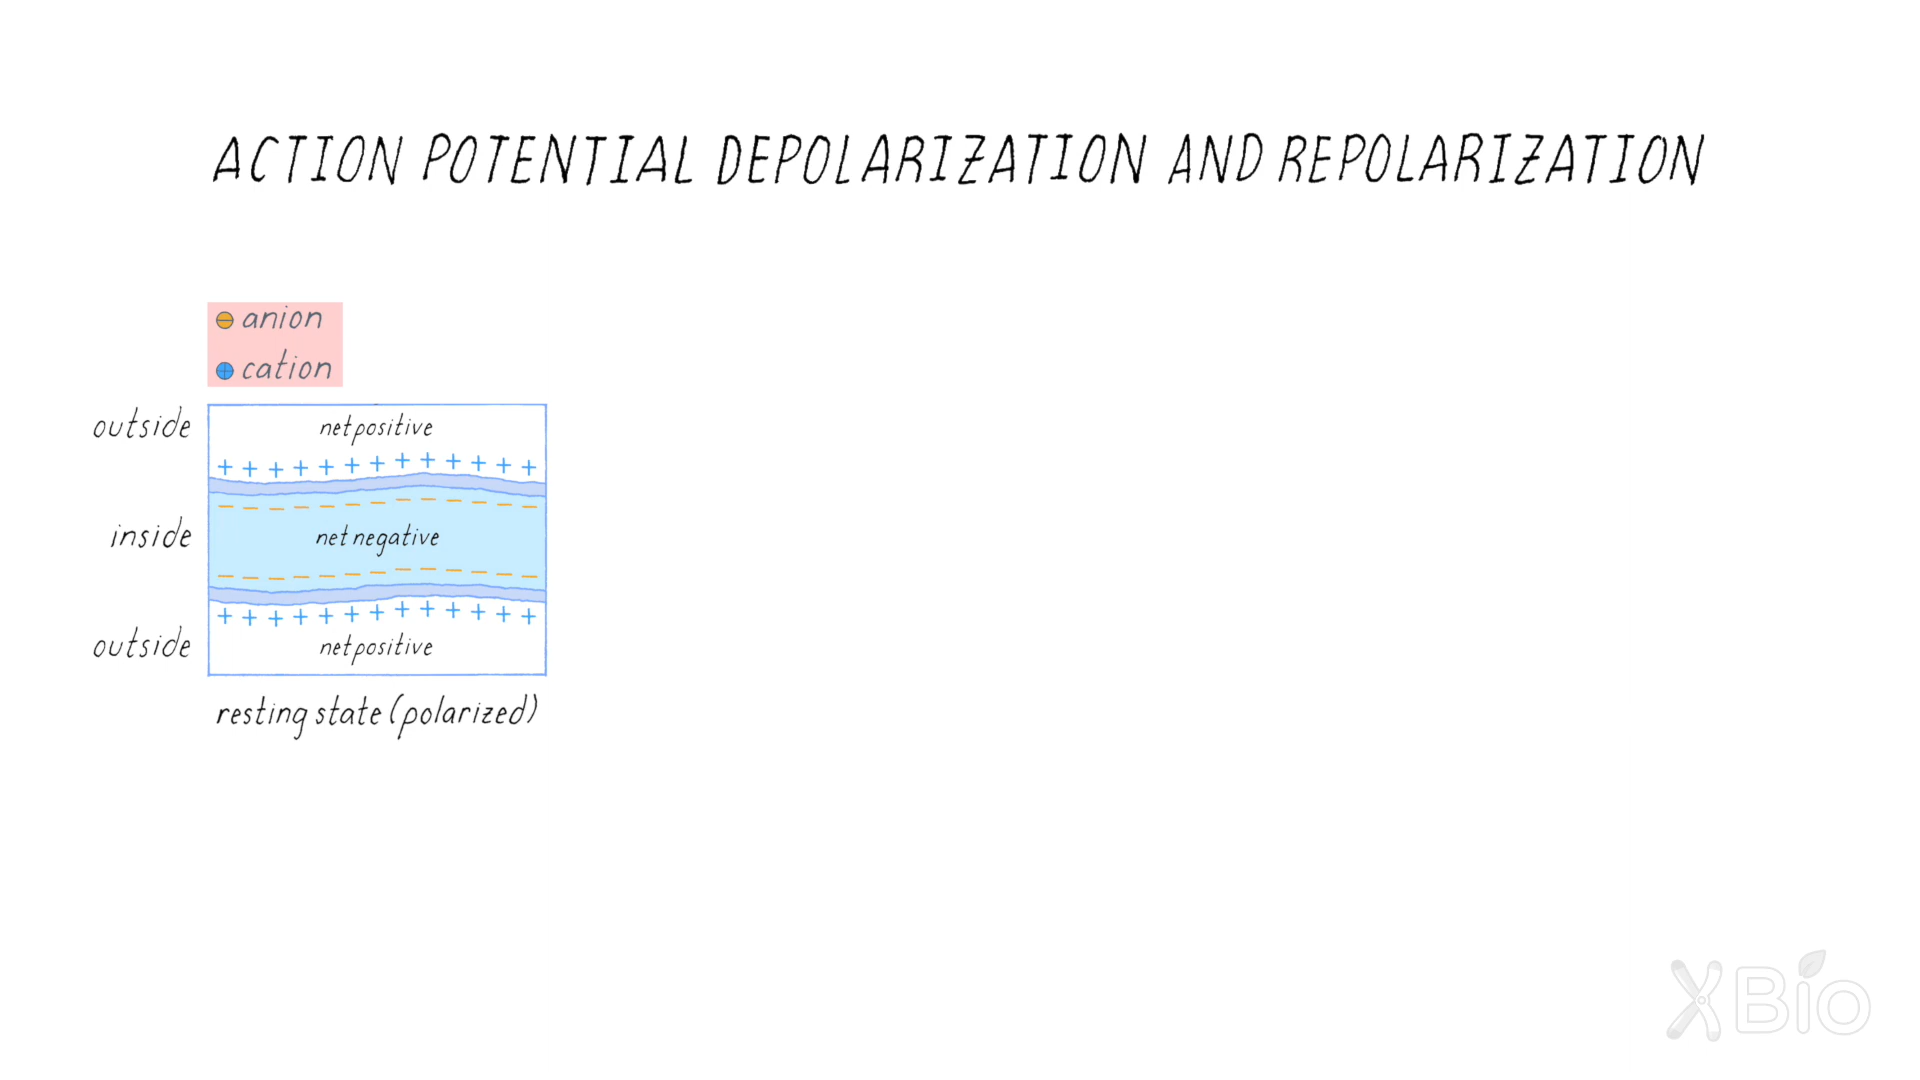 ACTION POTENTIAL DEPOLARIZATION AND REPOLARIZATION
anion
cation
outside
net positive
+ + + + + + + + + + + + +
− − − − − − − − − − − − −
inside
net negative
− − − − − − − − − − − − −
+ + + + + + + + + + + + +
outside
net positive
resting state (polarized)
XBio